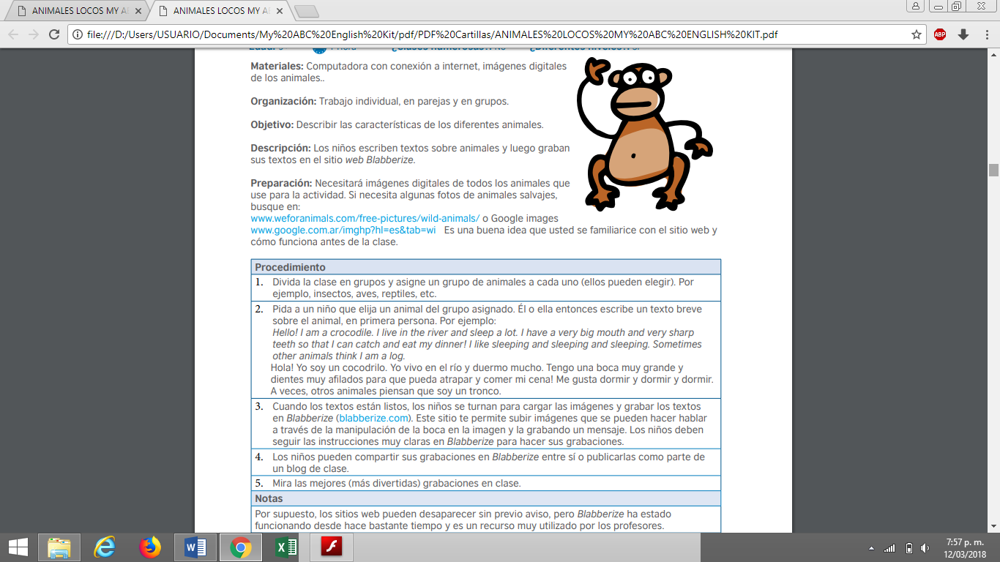 ANIMALES LOCOS MY A
ANIMALES LOCOS MY A
file:///D:/Users/USUARIO/Documents/My%20ABC%20English%20Kit/pdf/PDF%20Cartillas/ANIMALES%20LOCOS%20MY%20ABC%20ENGLISH%20KIT.pdf
ABP
Materiales: Computadora con conexión a internet, imágenes digitales
de los animales..
Organización: Trabajo individual, en parejas y en grupos.
Objetivo: Describir las características de los diferentes animales.
Descripción: Los niños escriben textos sobre animales y luego graban
sus textos en el sitio web Blabberize.
Preparación: Necesitará imágenes digitales de todos los animales que
use para la actividad. Si necesita algunas fotos de animales salvajes,
busque en:
www.weforanimals.com/free-pictures/wild-animals/ o Google images
www.google.com.ar/imghp?hl=es&tab=wi Es una buena idea que usted se familiarice con el sitio web y
cómo funciona antes de la clase.
Procedimiento
1. Divida la clase en grupos y asigne un grupo de animales a cada uno (ellos pueden elegir). Por
ejemplo, insectos, aves, reptiles, etc.
2. Pida a un niño que elija un animal del grupo asignado. Él o ella entonces escribe un texto breve
sobre el animal, en primera persona. Por ejemplo:
Hello! I am a crocodile. I live in the river and sleep a lot. I have a very big mouth and very sharp
teeth so that I can catch and eat my dinner! I like sleeping and sleeping and sleeping. Sometimes
other animals think I am a log.
Hola! Yo soy un cocodrilo. Yo vivo en el río y duermo mucho. Tengo una boca muy grande y
dientes muy afilados para que pueda atrapar y comer mi cena! Me gusta dormir y dormir y dormir.
A veces, otros animales piensan que soy un tronco.
3. Cuando los textos están listos, los niños se turnan para cargar las imágenes y grabar los textos
en Blabberize (blabberize.com). Este sitio te permite subir imágenes que se pueden hacer hablar
a través de la manipulación de la boca en la imagen y la grabando un mensaje. Los niños deben
seguir las instrucciones muy claras en Blabberize para hacer sus grabaciones.
4. Los niños pueden compartir sus grabaciones en Blabberize entre sí o publicarlas como parte de
un blog de clase.
5. Mira las mejores (más divertidas) grabaciones en clase.
Notas
Por supuesto, los sitios web pueden desaparecer sin previo aviso, pero Blabberize ha estado
funcionando desde hace bastante tiempo y es un recurso muy utilizado por los profesores.
7:57 p. m.
12/03/2018